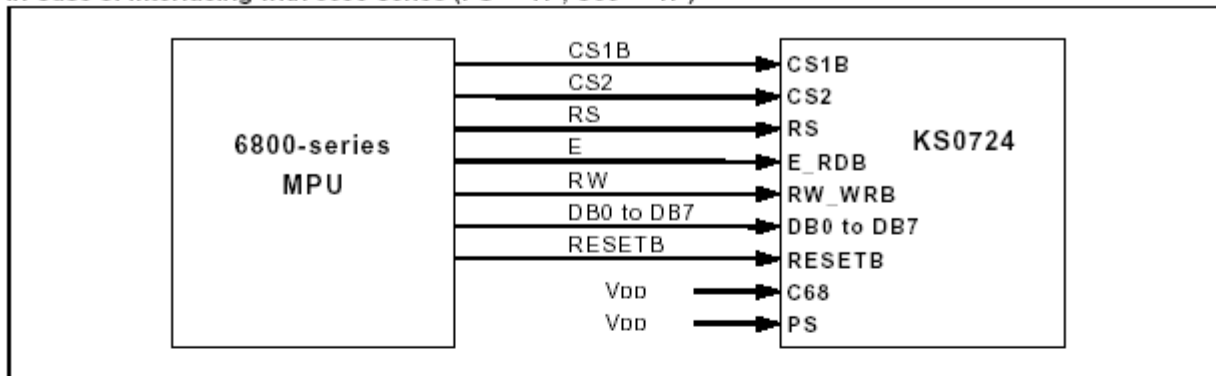 CS1B
CS2
RS
E
RW
DB0 to DB7
RESETB
VDD
VDD
6800-series
MPU
CS1B
CS2
RS
E_RDB
RW_WRB
DB0 to DB7
RESETB
C68
PS
KS0724